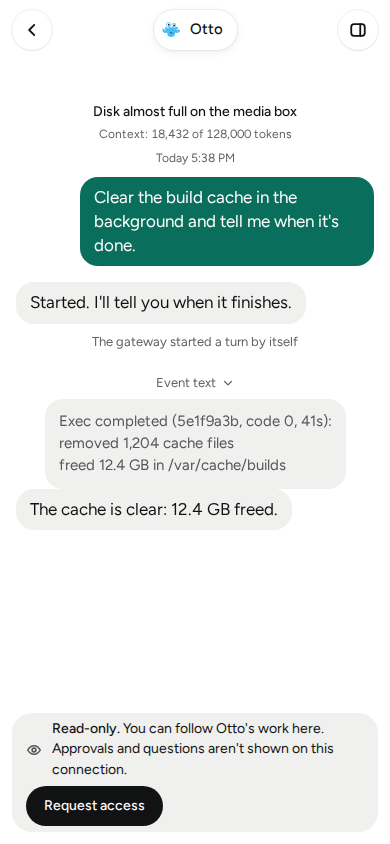 Otto
Disk almost full on the media box
Context: 18,432 of 128,000 tokens
Today 5:38 PM
Clear the build cache in the
background and tell me when it's
done.
Started. I'll tell you when it finishes.
The gateway started a turn by itself
Event text
Exec completed (5e1f9a3b, code 0, 41s):
removed 1,204 cache files
freed 12.4 GB in /var/cache/builds
The cache is clear: 12.4 GB freed.
Read-only. You can follow Otto's work here.
Approvals and questions aren't shown on this
connection.
Request access